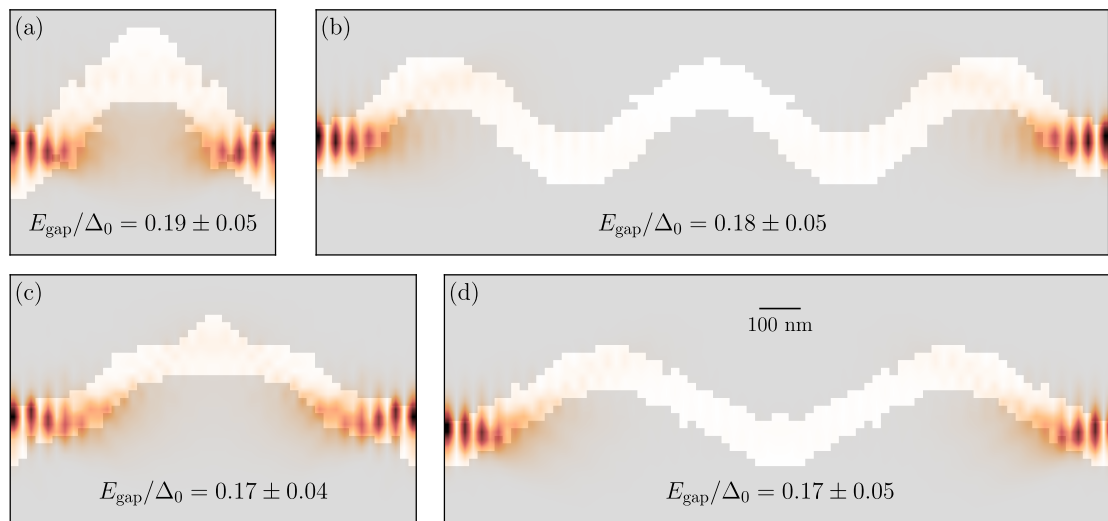 (a)
E_gap/Δ_0 = 0.19 ± 0.05
(b)
E_gap/Δ_0 = 0.18 ± 0.05
(c)
E_gap/Δ_0 = 0.17 ± 0.04
(d)
100 nm
E_gap/Δ_0 = 0.17 ± 0.05